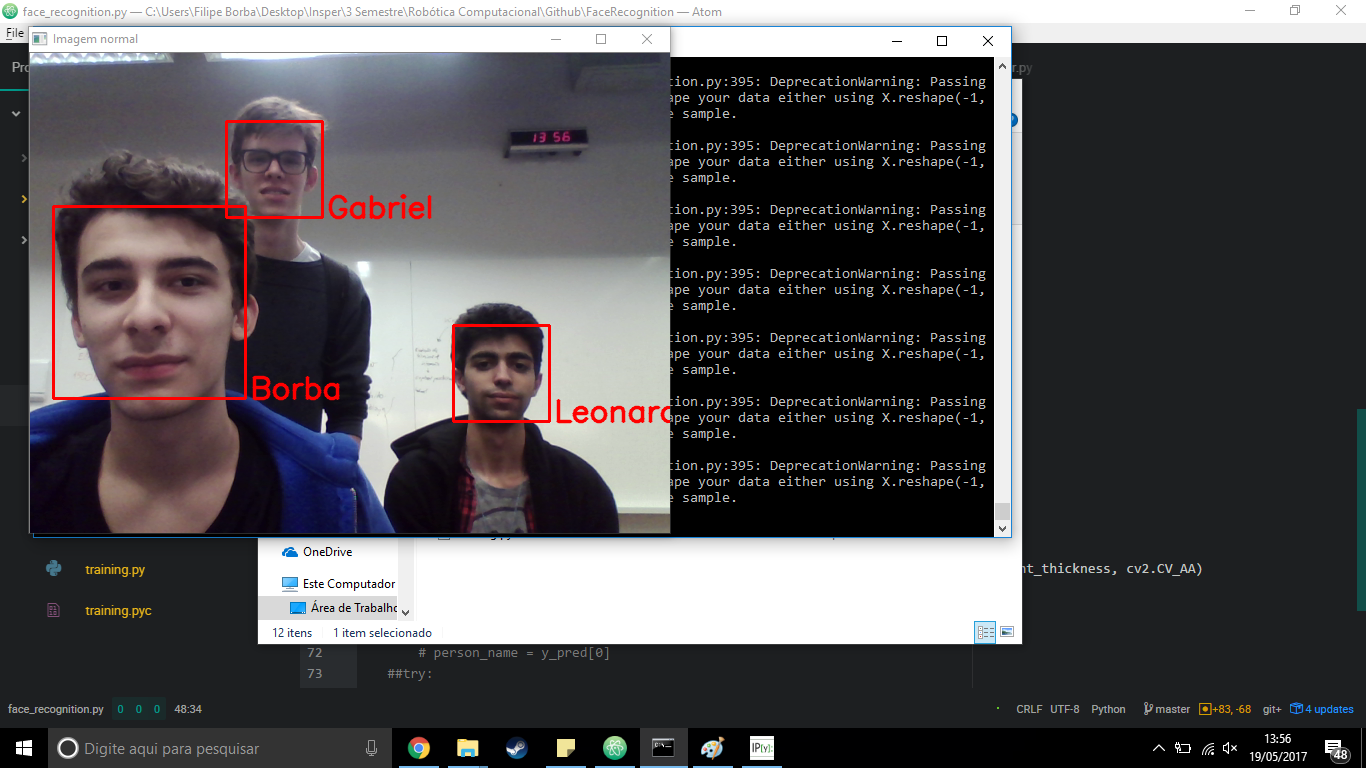 face_recognition.py — C:\Users\Filipe Borba\Desktop\Insper\3 Semestre\Robótica Computacional\Github\FaceRecognition — Atom
File
Imagem normal
Pro
r.py
13 56
Gabriel
Borba
Leonard
tion.py:395: DeprecationWarning: Passing
ape your data either using X.reshape(-1,
e sample.
tion.py:395: DeprecationWarning: Passing
ape your data either using X.reshape(-1,
e sample.
tion.py:395: DeprecationWarning: Passing
ape your data either using X.reshape(-1,
e sample.
tion.py:395: DeprecationWarning: Passing
ape your data either using X.reshape(-1,
e sample.
tion.py:395: DeprecationWarning: Passing
ape your data either using X.reshape(-1,
e sample.
tion.py:395: DeprecationWarning: Passing
ape your data either using X.reshape(-1,
e sample.
tion.py:395: DeprecationWarning: Passing
ape your data either using X.reshape(-1,
e sample.
OneDrive
Este Computador
Área de Trabalho
12 itens 1 item selecionado
training.py
training.pyc
nt_thickness, cv2.CV_AA)
72 # person_name = y_pred[0]
73 ##try:
face_recognition.py 0 0 0 48:34
CRLF UTF-8 Python master +83, -68 git+ 4 updates
Digite aqui para pesquisar
IP[y]:
13:56
19/05/2017
48